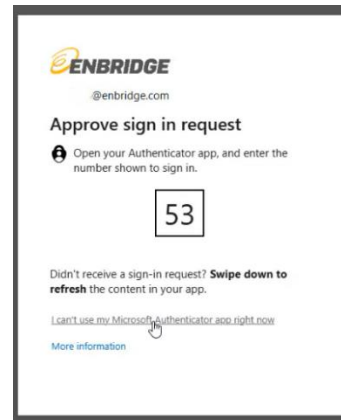 ENBRIDGE
@enbridge.com
Approve sign in request
Open your Authenticator app, and enter the
number shown to sign in.
53
Didn't receive a sign-in request? Swipe down to
refresh the content in your app.
I can't use my Microsoft Authenticator app right now
More information